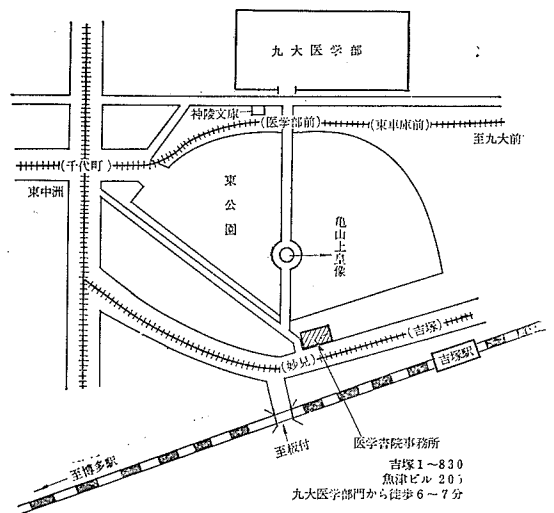 九大医学部
神陵文庫
(医学部前)
(東車庫前)
至九大前
(千代町)
東中洲
東公園
亀山上皇像
(吉塚)
(妙見)
吉塚駅
至板付
至博多駅
医学書院事務所
吉塚1~830
魚津ビル 205
九大医学部門から徒歩6~7分